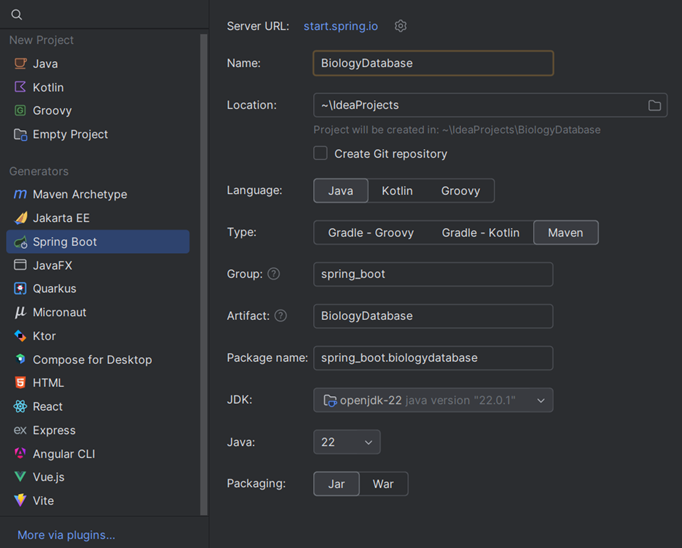 New Project
Java
Kotlin
Groovy
Empty Project
Generators
Maven Archetype
Jakarta EE
Spring Boot
JavaFX
Quarkus
Micronaut
Ktor
Compose for Desktop
HTML
React
Express
Angular CLI
Vue.js
Vite
More via plugins...
Server URL: start.spring.io
Name: BiologyDatabase
Location: ~\IdeaProjects
Project will be created in: ~\IdeaProjects\BiologyDatabase
Create Git repository
Language: Java Kotlin Groovy
Type: Gradle - Groovy Gradle - Kotlin Maven
Group: ? spring_boot
Artifact: ? BiologyDatabase
Package name: spring_boot.biologydatabase
JDK: openjdk-22 java version "22.0.1"
Java: 22
Packaging: Jar War